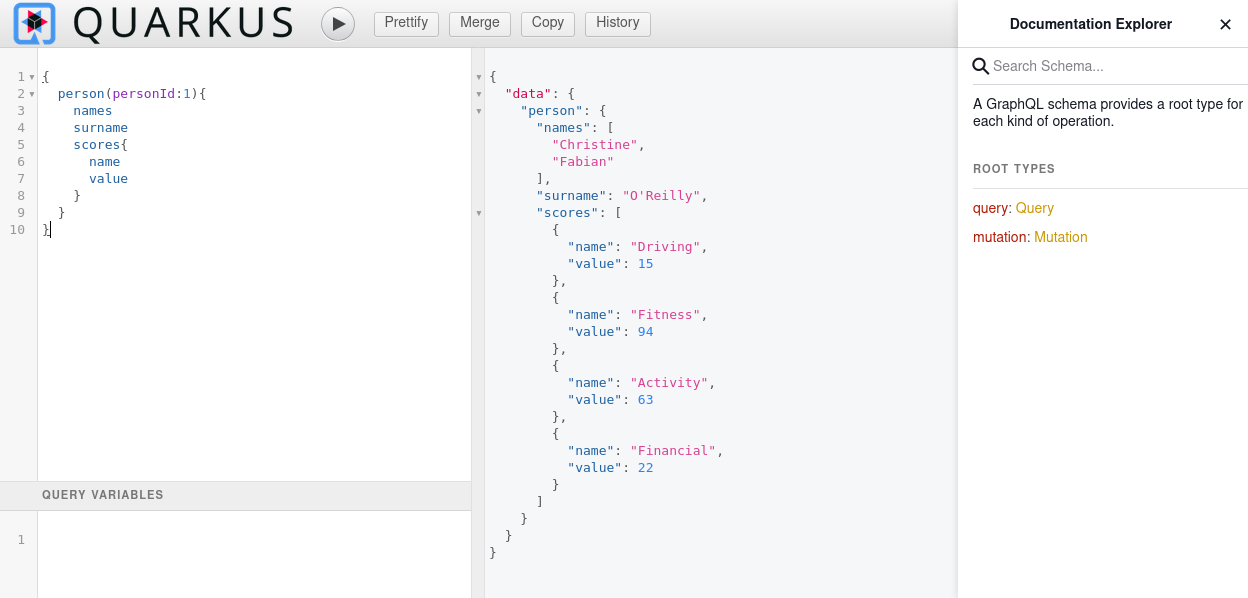 QUARKUS
Prettify Merge Copy History
1 {
2 person(personId:1){
3 names
4 surname
5 scores{
6 name
7 value
8 }
9 }
10 }
QUERY VARIABLES
1
{
"data": {
"person": {
"names": [
"Christine",
"Fabian"
],
"surname": "O'Reilly",
"scores": [
{
"name": "Driving",
"value": 15
},
{
"name": "Fitness",
"value": 94
},
{
"name": "Activity",
"value": 63
},
{
"name": "Financial",
"value": 22
}
]
}
}
}
Documentation Explorer
Search Schema...
A GraphQL schema provides a root type for
each kind of operation.
ROOT TYPES
query: Query
mutation: Mutation